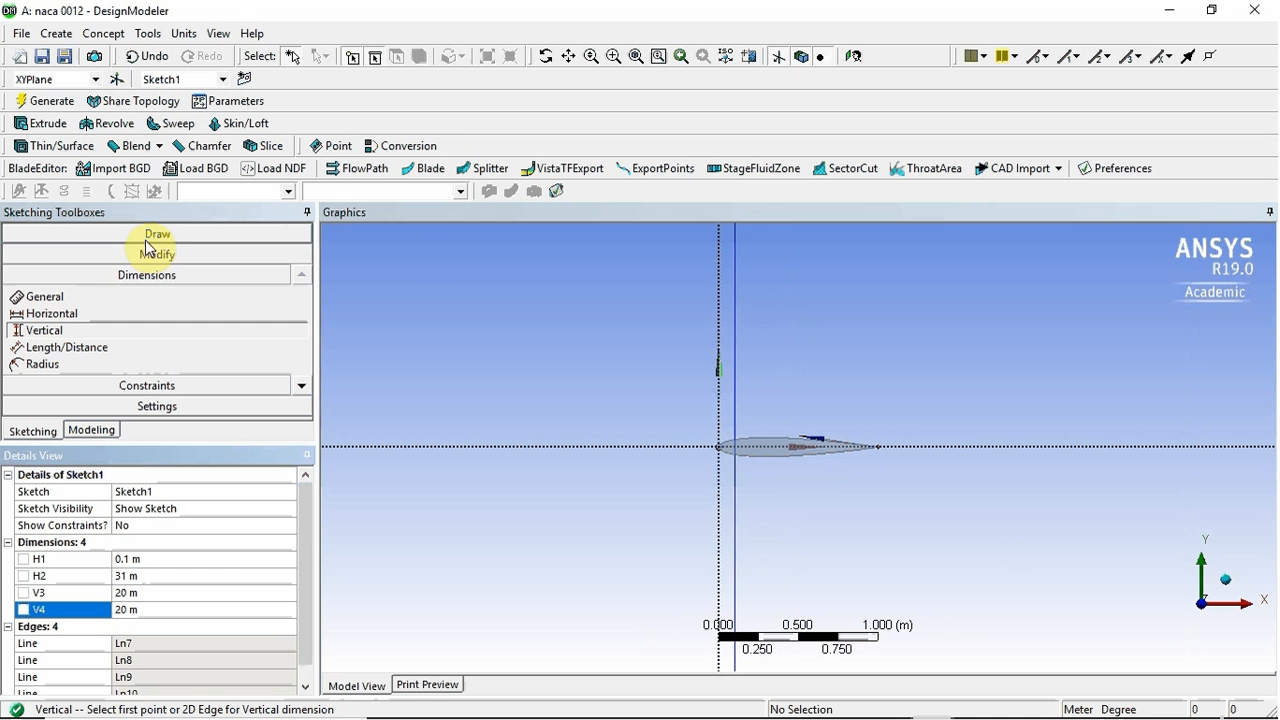 A: naca 0012 - DesignModeler
File Create Concept Tools Units View Help
Undo Redo Select:
XYPlane Sketch1
Generate Share Topology Parameters
Extrude Revolve Sweep Skin/Loft
Thin/Surface Blend Chamfer Slice Point Conversion
BladeEditor: Import BGD Load BGD Load NDF FlowPath Blade Splitter VistaTFExport ExportPoints StageFluidZone SectorCut ThroatArea CAD Import Preferences
Sketching Toolboxes
Draw
Modify
Dimensions
General
Horizontal
Vertical
Length/Distance
Radius
Constraints
Settings
Sketching Modeling
Details View
Details of Sketch1
Sketch Sketch1
Sketch Visibility Show Sketch
Show Constraints? No
Dimensions: 4
H1 0.1 m
H2 31 m
V3 20 m
V4 20 m
Edges: 4
Line Ln7
Line Ln8
Line Ln9
Line Ln10
Graphics
ANSYS
R19.0
Academic
Y
X
0.000 0.500 1.000 (m)
0.250 0.750
Model View Print Preview
Vertical -- Select first point or 2D Edge for Vertical dimension No Selection Meter Degree 0 0